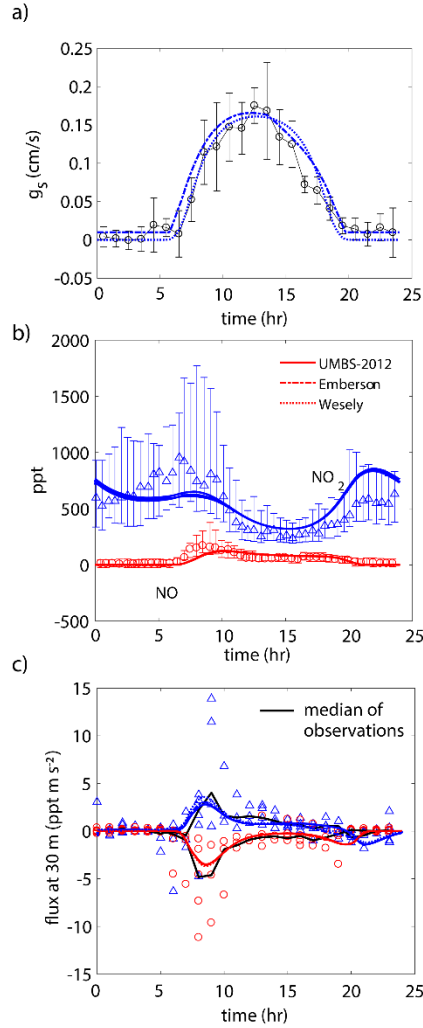 a)
0.25
0.2
0.15
0.1
0.05
0
-0.05
gs (cm/s)
0 5 10 15 20 25
time (hr)
b)
2000
1500
1000
500
0
-500
ppt
UMBS-2012
Emberson
Wesely
NO2
NO
0 5 10 15 20 25
time (hr)
c)
15
10
5
0
-5
-10
-15
flux at 30 m (ppt m s⁻²)
median of
observations
0 5 10 15 20 25
time (hr)